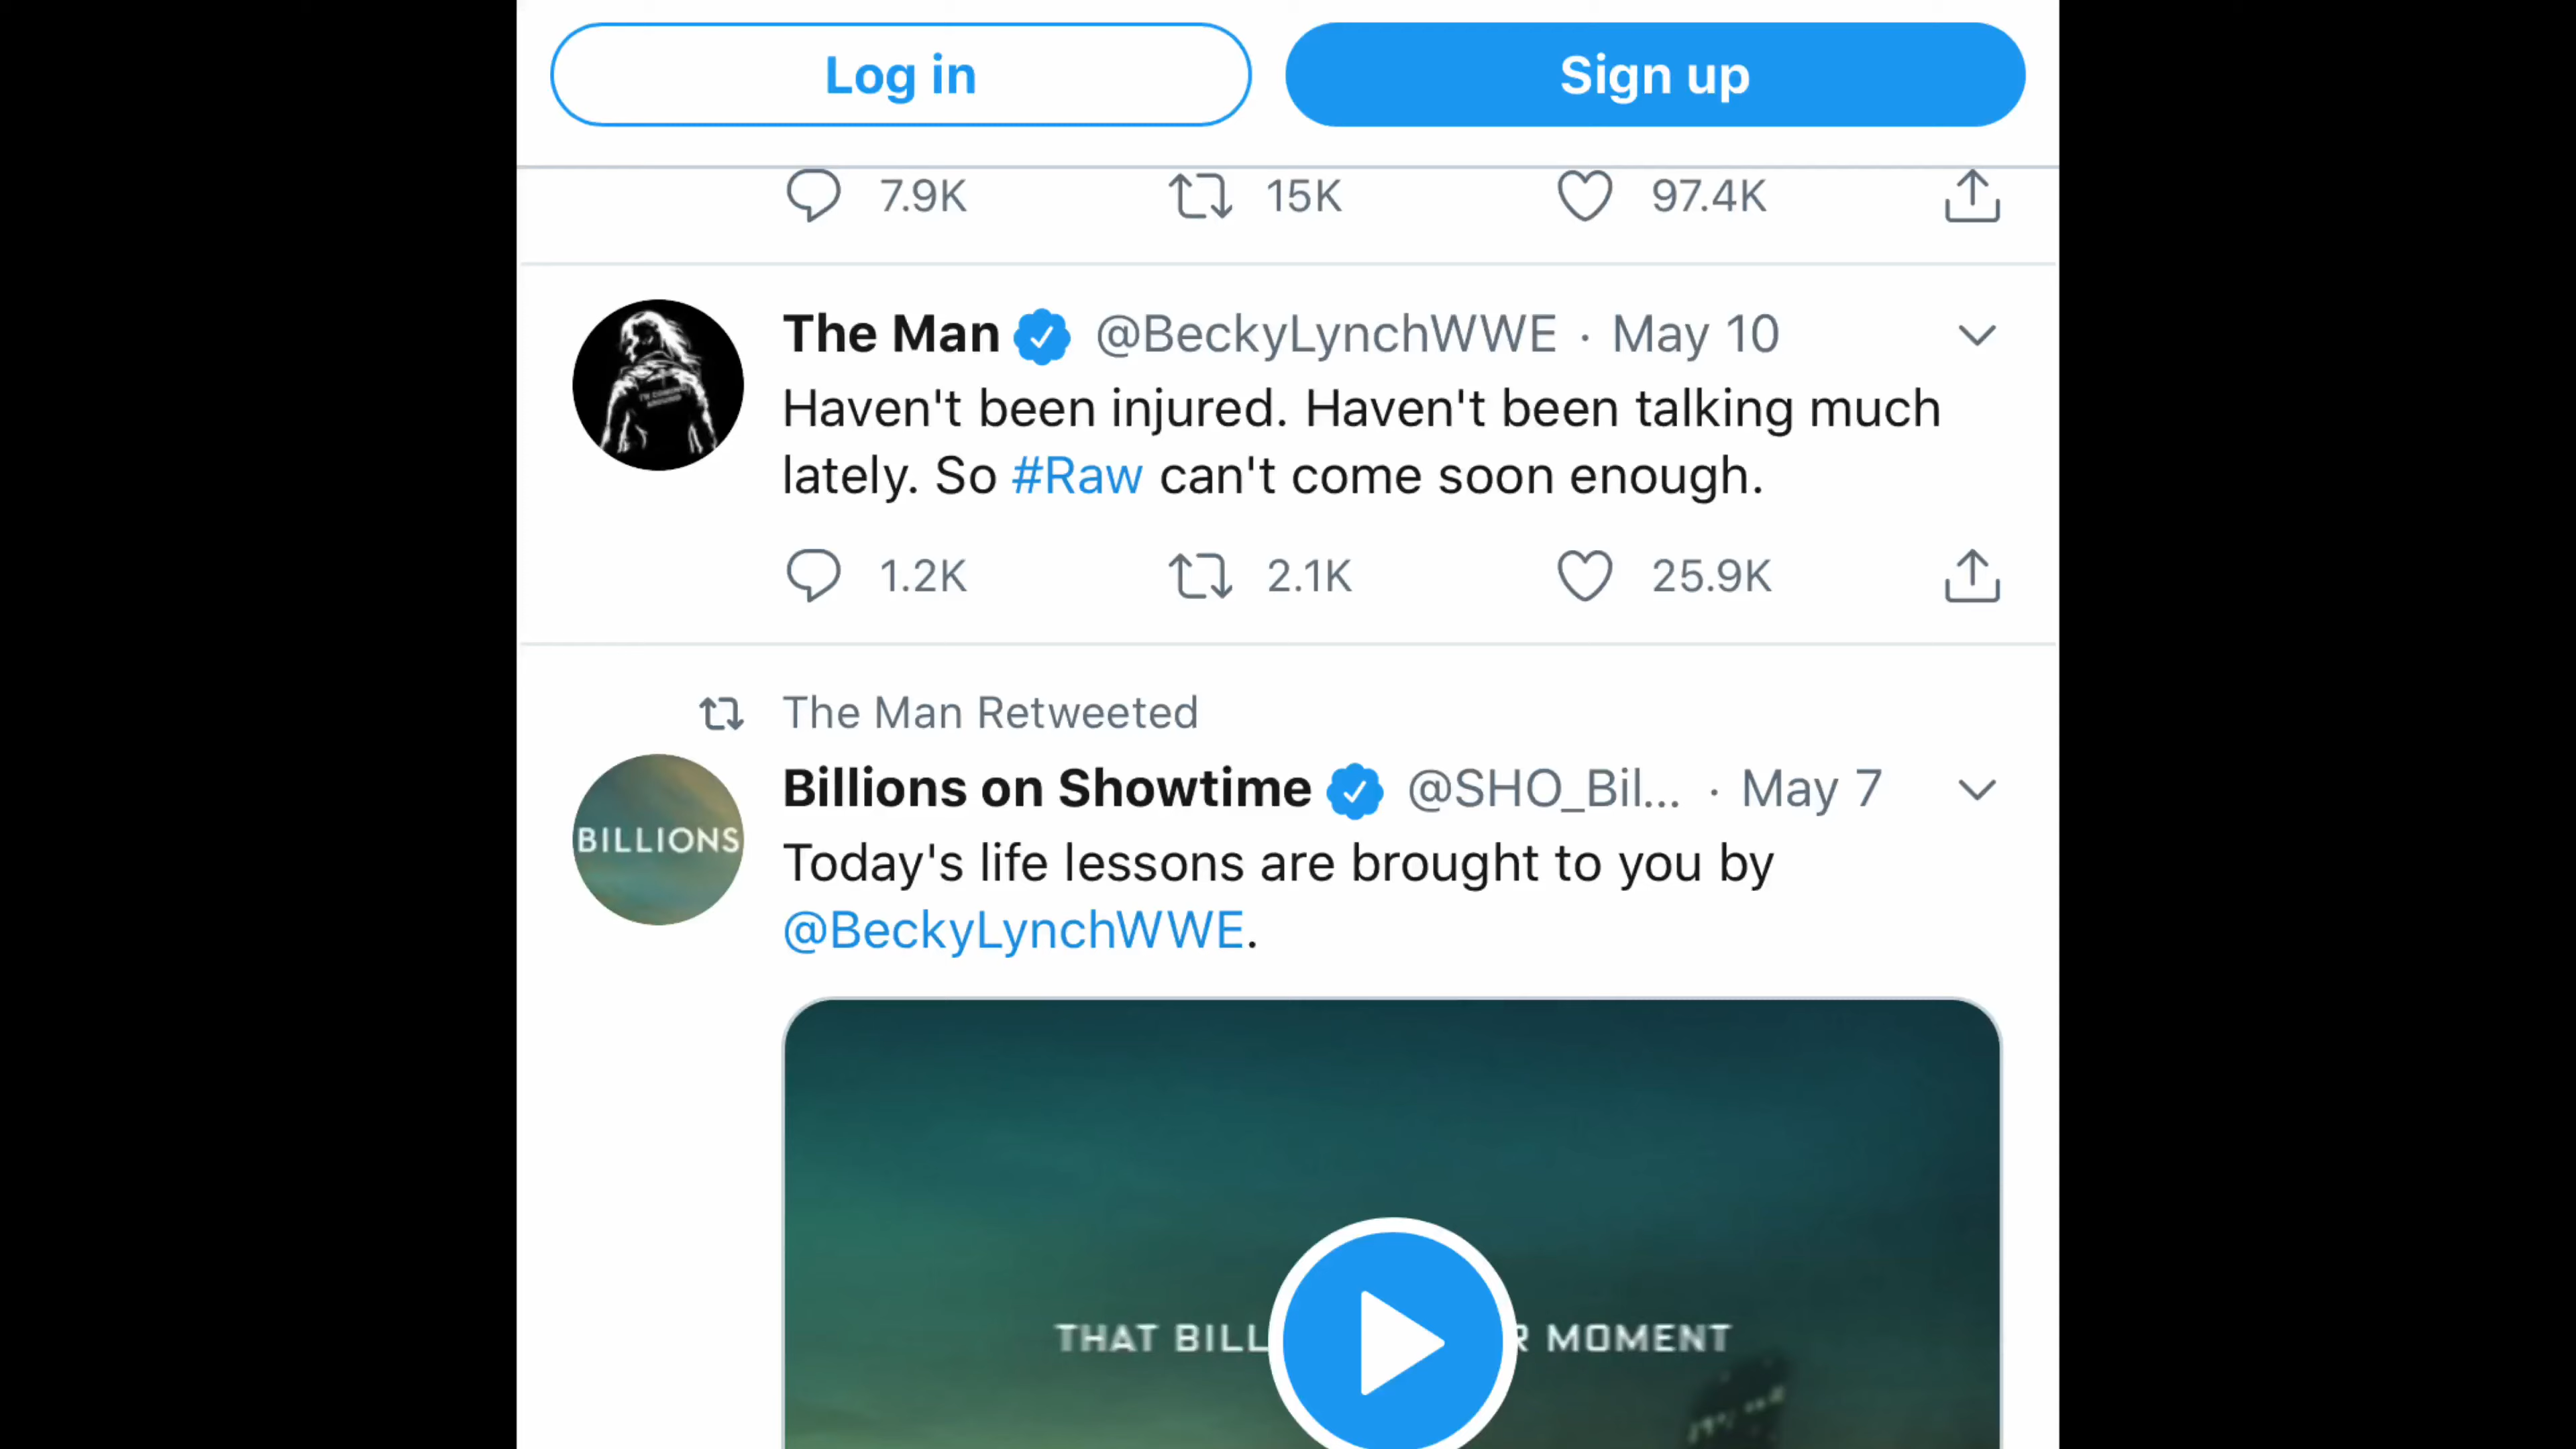 Log in
Sign up
7.9K
15K
97.4K
The Man @BeckyLynchWWE · May 10
Haven't been injured. Haven't been talking much
lately. So #Raw can't come soon enough.
1.2K
2.1K
25.9K
The Man Retweeted
BILLIONS
Billions on Showtime @SHO_Bil... · May 7
Today's life lessons are brought to you by
@BeckyLynchWWE.
THAT BILL
R MOMENT